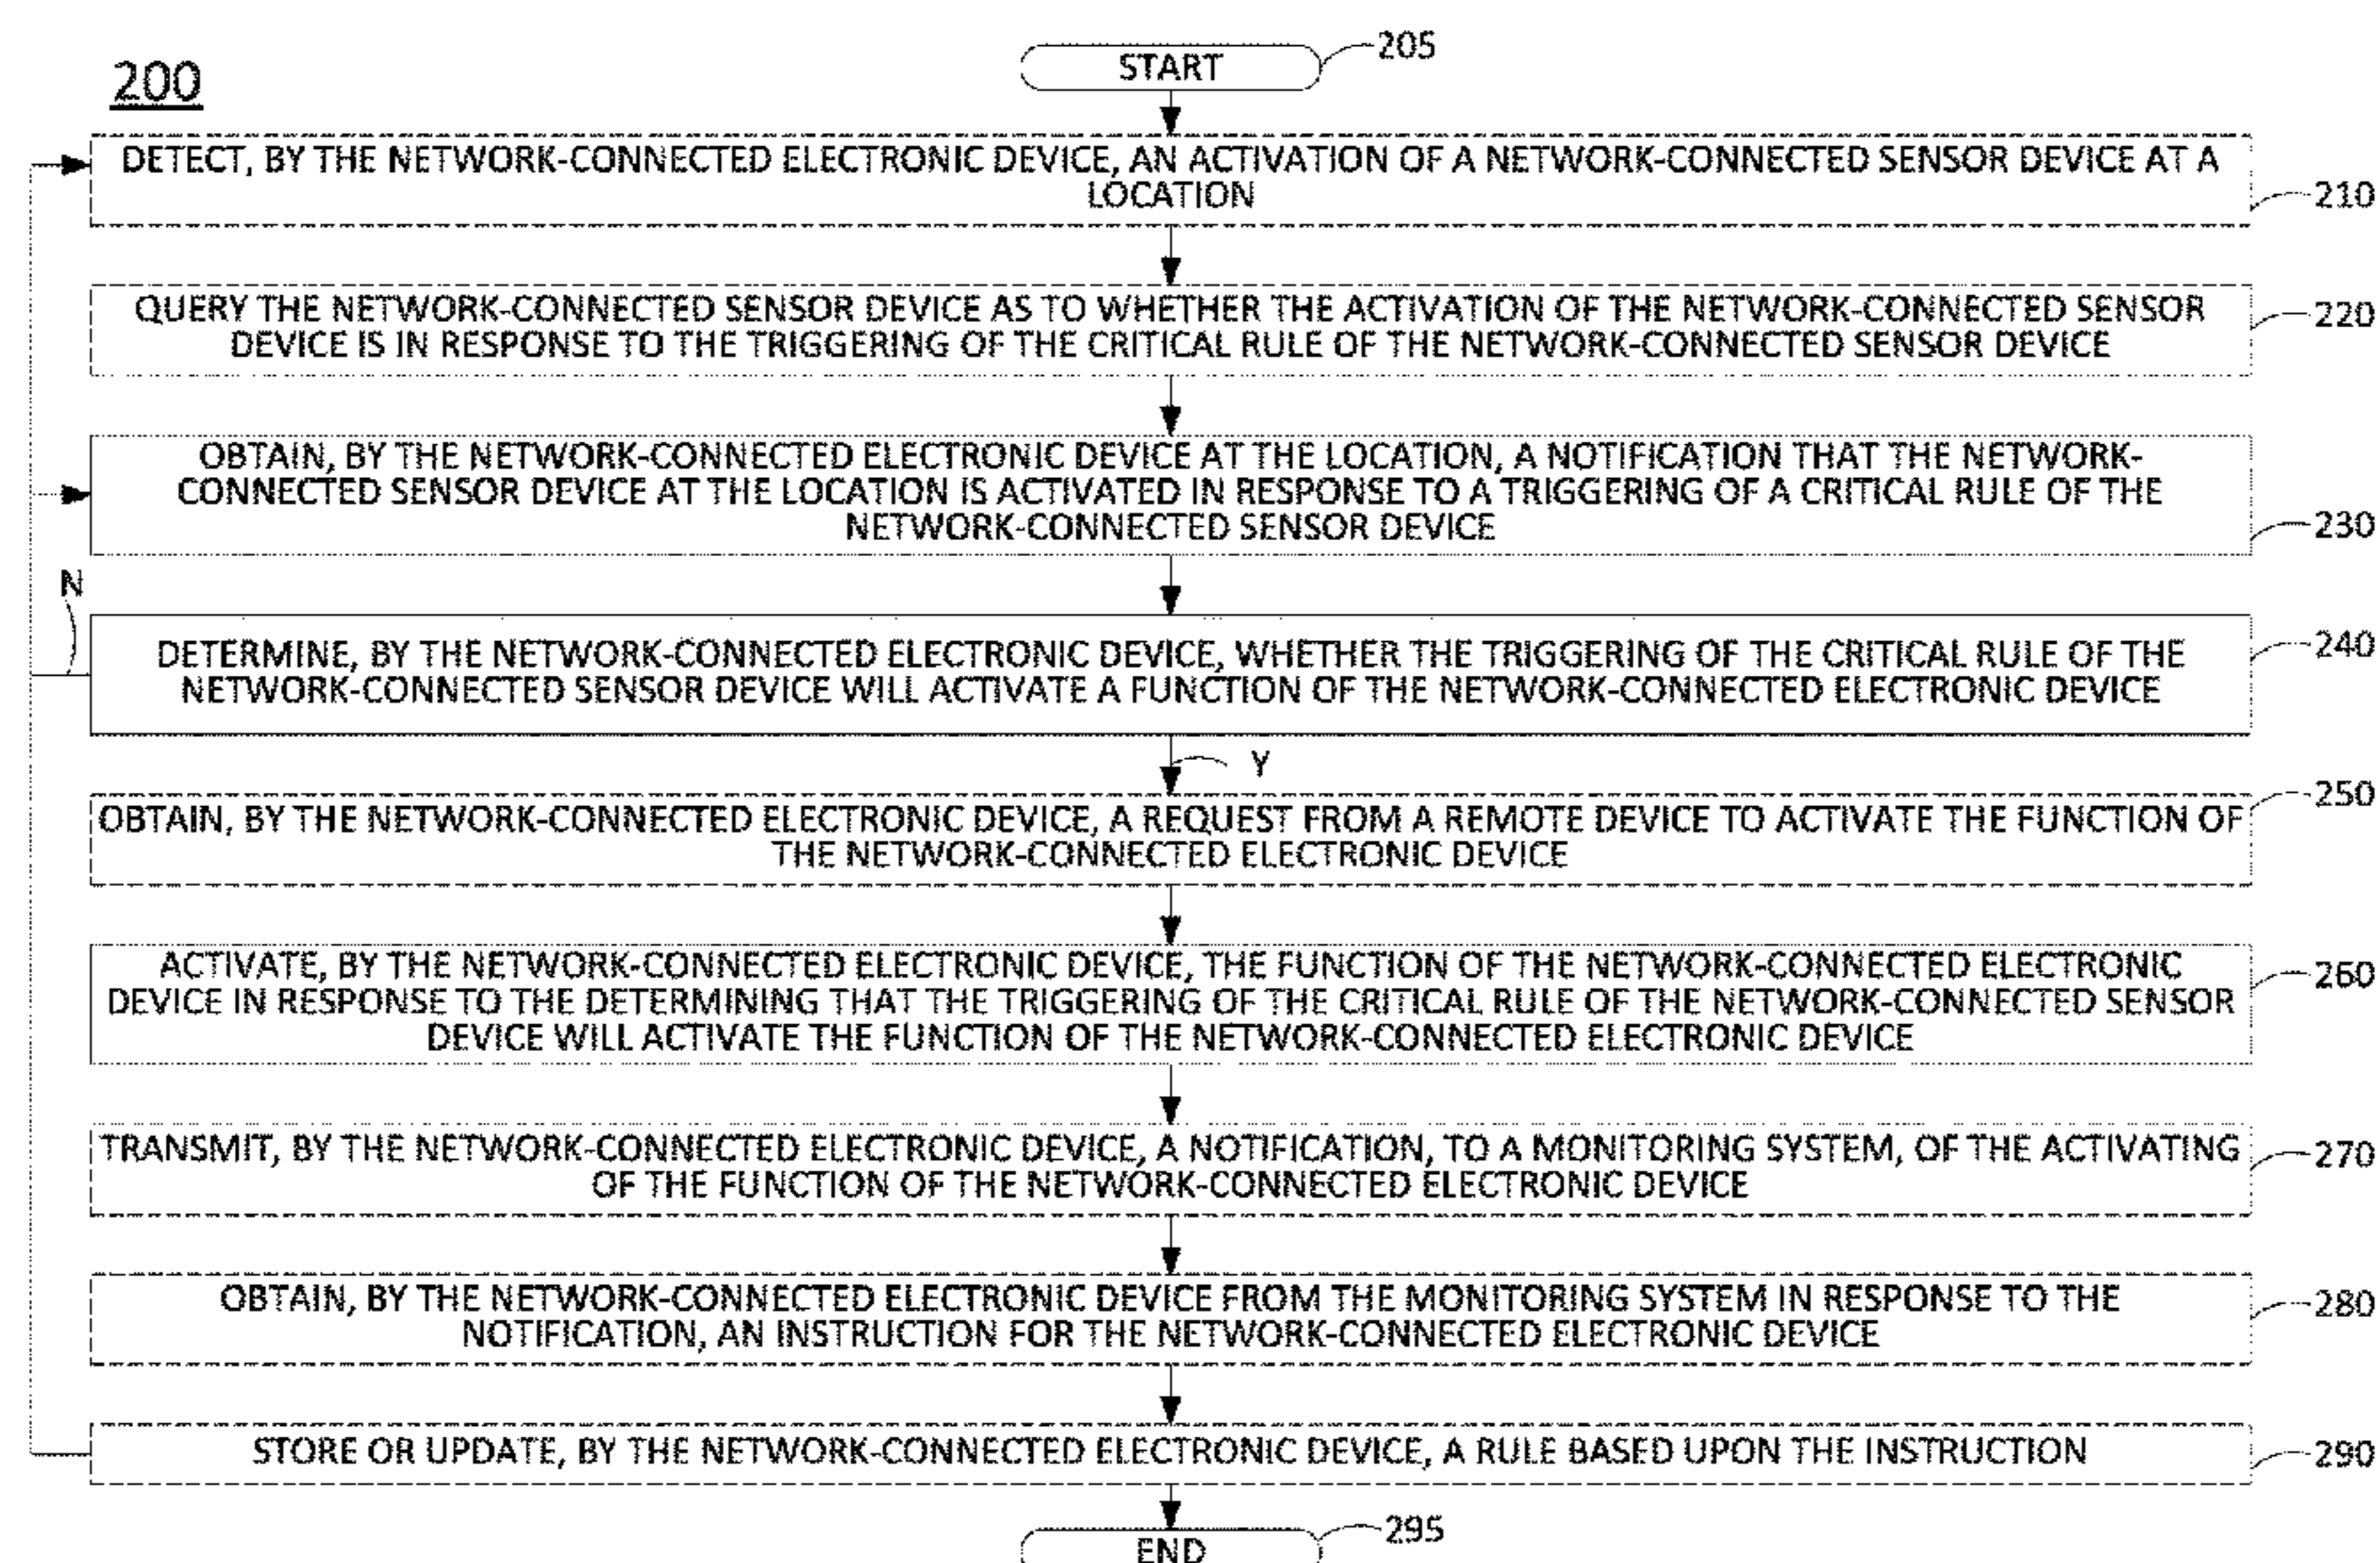 200
START
205
DETECT, BY THE NETWORK-CONNECTED ELECTRONIC DEVICE, AN ACTIVATION OF A NETWORK-CONNECTED SENSOR DEVICE AT A
LOCATION
210
QUERY THE NETWORK-CONNECTED SENSOR DEVICE AS TO WHETHER THE ACTIVATION OF THE NETWORK-CONNECTED SENSOR
DEVICE IS IN RESPONSE TO THE TRIGGERING OF THE CRITICAL RULE OF THE NETWORK-CONNECTED SENSOR DEVICE
220
OBTAIN, BY THE NETWORK-CONNECTED ELECTRONIC DEVICE AT THE LOCATION, A NOTIFICATION THAT THE NETWORK-
CONNECTED SENSOR DEVICE AT THE LOCATION IS ACTIVATED IN RESPONSE TO A TRIGGERING OF A CRITICAL RULE OF THE
NETWORK-CONNECTED SENSOR DEVICE
230
N
DETERMINE, BY THE NETWORK-CONNECTED ELECTRONIC DEVICE, WHETHER THE TRIGGERING OF THE CRITICAL RULE OF THE
NETWORK-CONNECTED SENSOR DEVICE WILL ACTIVATE A FUNCTION OF THE NETWORK-CONNECTED ELECTRONIC DEVICE
240
Y
OBTAIN, BY THE NETWORK-CONNECTED ELECTRONIC DEVICE, A REQUEST FROM A REMOTE DEVICE TO ACTIVATE THE FUNCTION OF
THE NETWORK-CONNECTED ELECTRONIC DEVICE
250
ACTIVATE, BY THE NETWORK-CONNECTED ELECTRONIC DEVICE, THE FUNCTION OF THE NETWORK-CONNECTED ELECTRONIC
DEVICE IN RESPONSE TO THE DETERMINING THAT THE TRIGGERING OF THE CRITICAL RULE OF THE NETWORK-CONNECTED SENSOR
DEVICE WILL ACTIVATE THE FUNCTION OF THE NETWORK-CONNECTED ELECTRONIC DEVICE
260
TRANSMIT, BY THE NETWORK-CONNECTED ELECTRONIC DEVICE, A NOTIFICATION, TO A MONITORING SYSTEM, OF THE ACTIVATING
OF THE FUNCTION OF THE NETWORK-CONNECTED ELECTRONIC DEVICE
270
OBTAIN, BY THE NETWORK-CONNECTED ELECTRONIC DEVICE FROM THE MONITORING SYSTEM IN RESPONSE TO THE
NOTIFICATION, AN INSTRUCTION FOR THE NETWORK-CONNECTED ELECTRONIC DEVICE
280
STORE OR UPDATE, BY THE NETWORK-CONNECTED ELECTRONIC DEVICE, A RULE BASED UPON THE INSTRUCTION
290
END
295